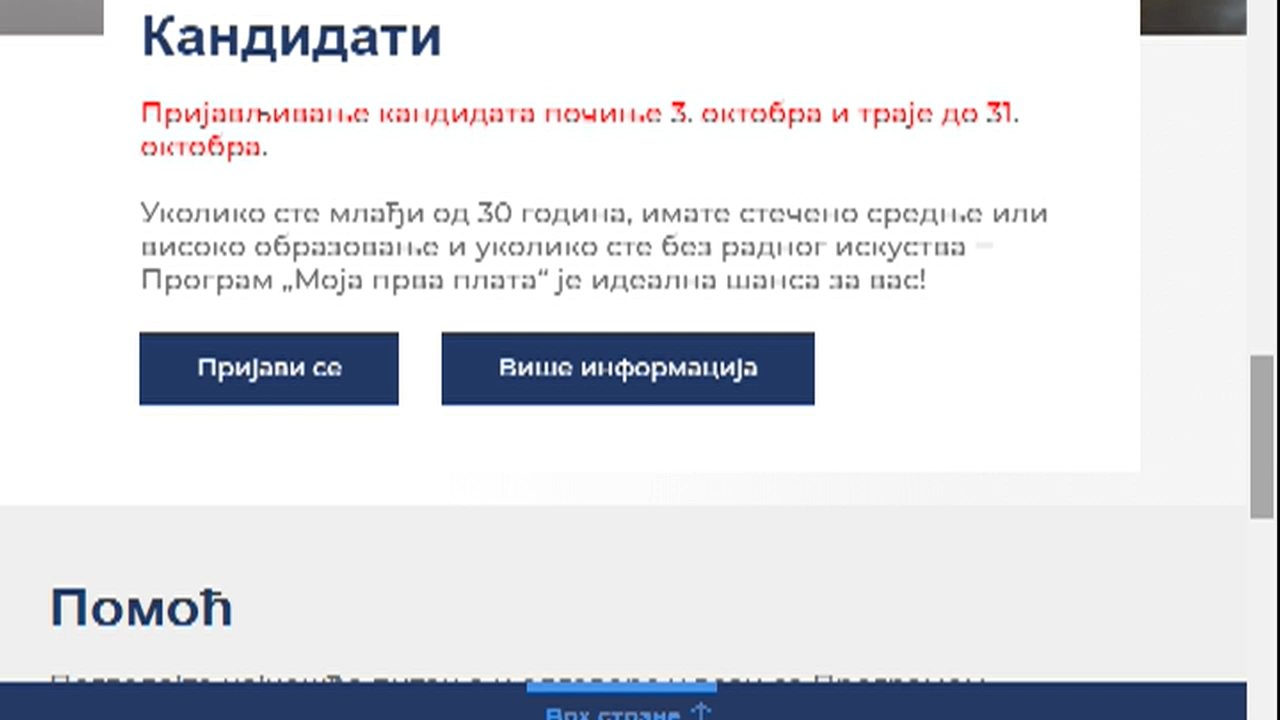 Кандидати
Пријављивање кандидата почиње 3. октобра и траје до 31.
октобра.
Уколико сте млађи од 30 година, имате стечено средње или
високо образовање и уколико сте без радног искуства –
Програм „Моја прва плата“ је идеална шанса за вас!
Пријави се
Више информација
Помоћ
Врх стране ↑